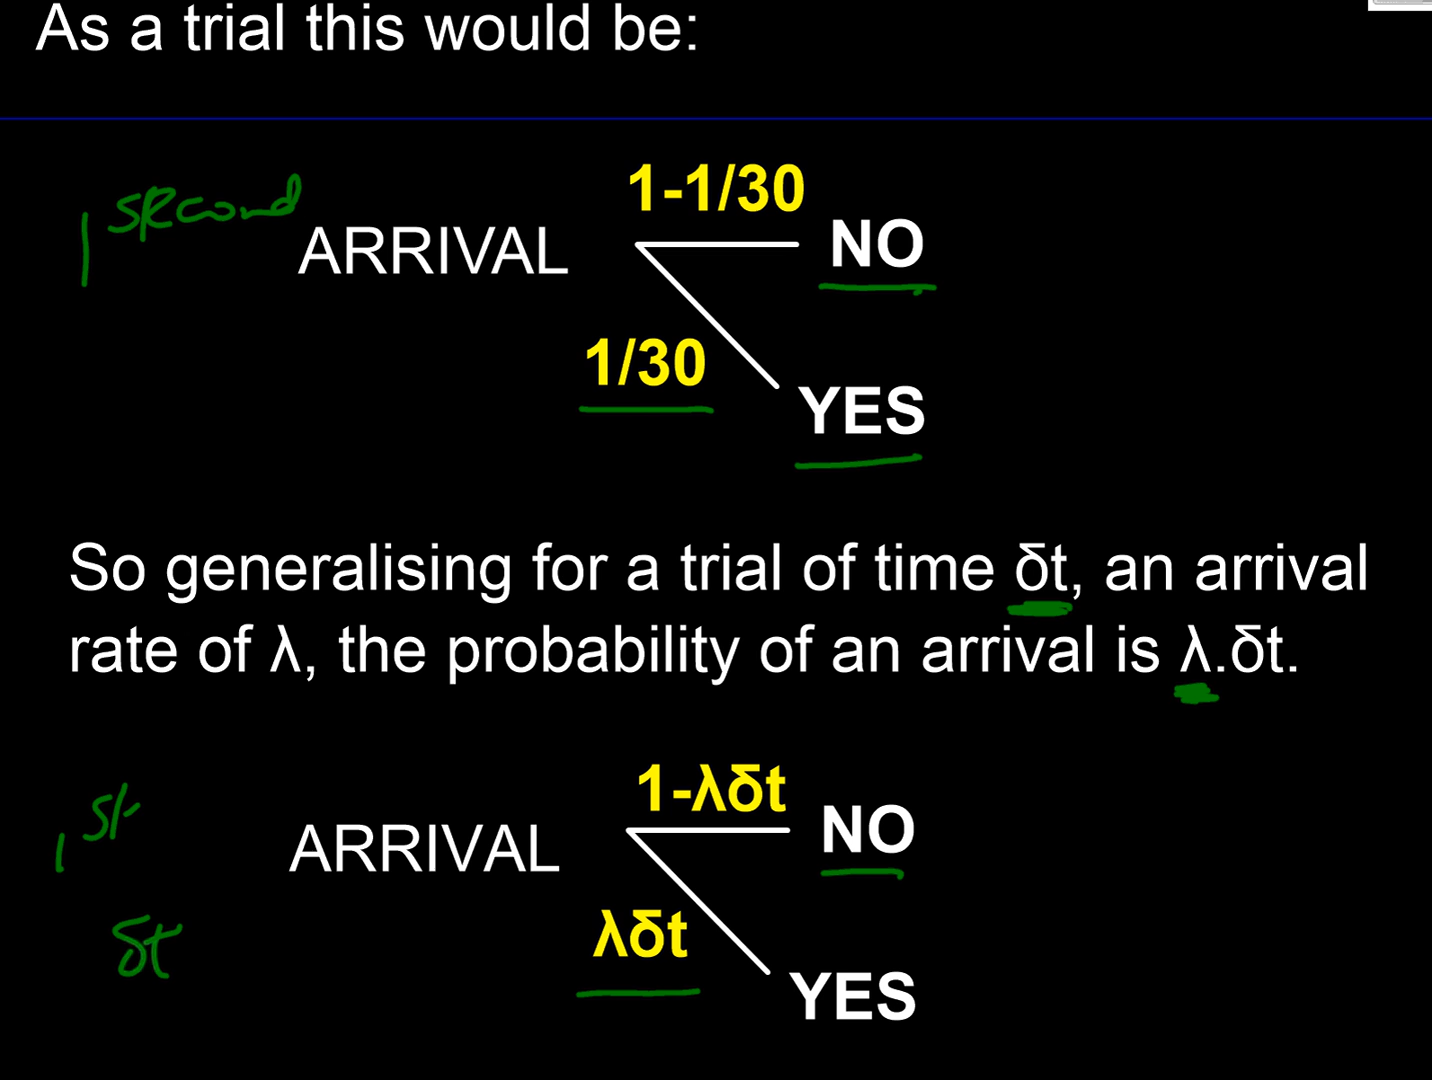 As a trial this would be:
1-1/30
1 second
ARRIVAL
NO
1/30
YES
So generalising for a trial of time δt, an arrival
rate of λ, the probability of an arrival is λ.δt.
1-λδt
ARRIVAL
NO
δt
λδt
YES